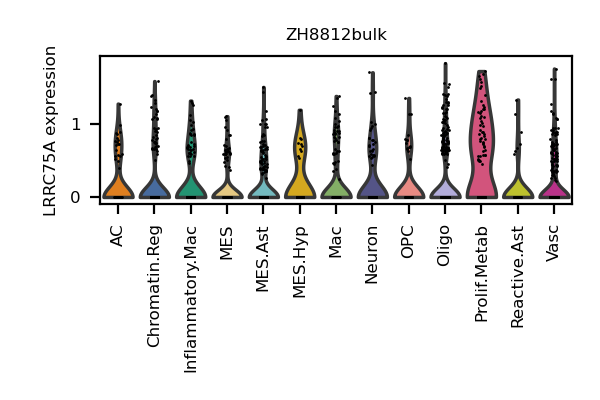 ZH8812bulk
LRRC75A expression
1
0
AC
Chromatin.Reg
Inflammatory.Mac
MES
MES.Ast
MES.Hyp
Mac
Neuron
OPC
Oligo
Prolif.Metab
Reactive.Ast
Vasc